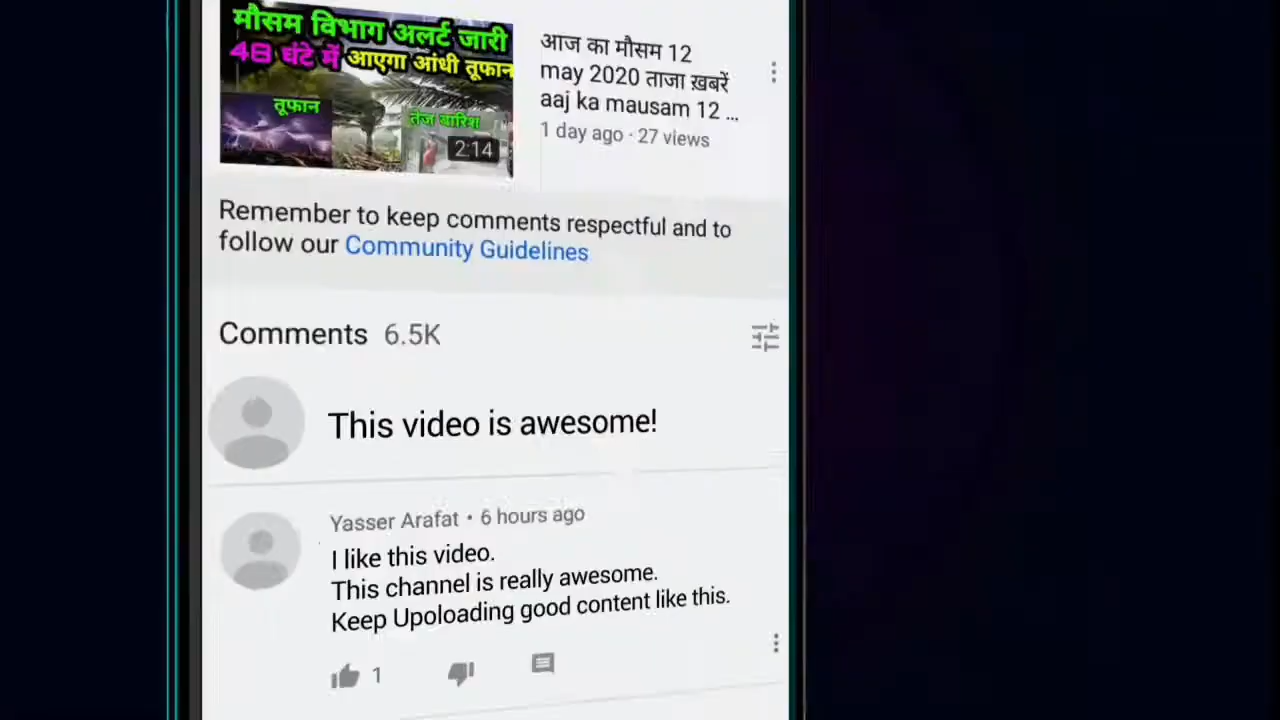 मौसम विभाग अलर्ट जारी
48 घंटे में आएगा आंधी तूफान
तूफान
तेज बारिश
2:14
आज का मौसम 12
may 2020 ताजा ख़बरें
aaj ka mausam 12 ...
1 day ago · 27 views
Remember to keep comments respectful and to
follow our Community Guidelines
Comments 6.5K
This video is awesome!
Yasser Arafat • 6 hours ago
I like this video.
This channel is really awesome.
Keep Upoloading good content like this.
1